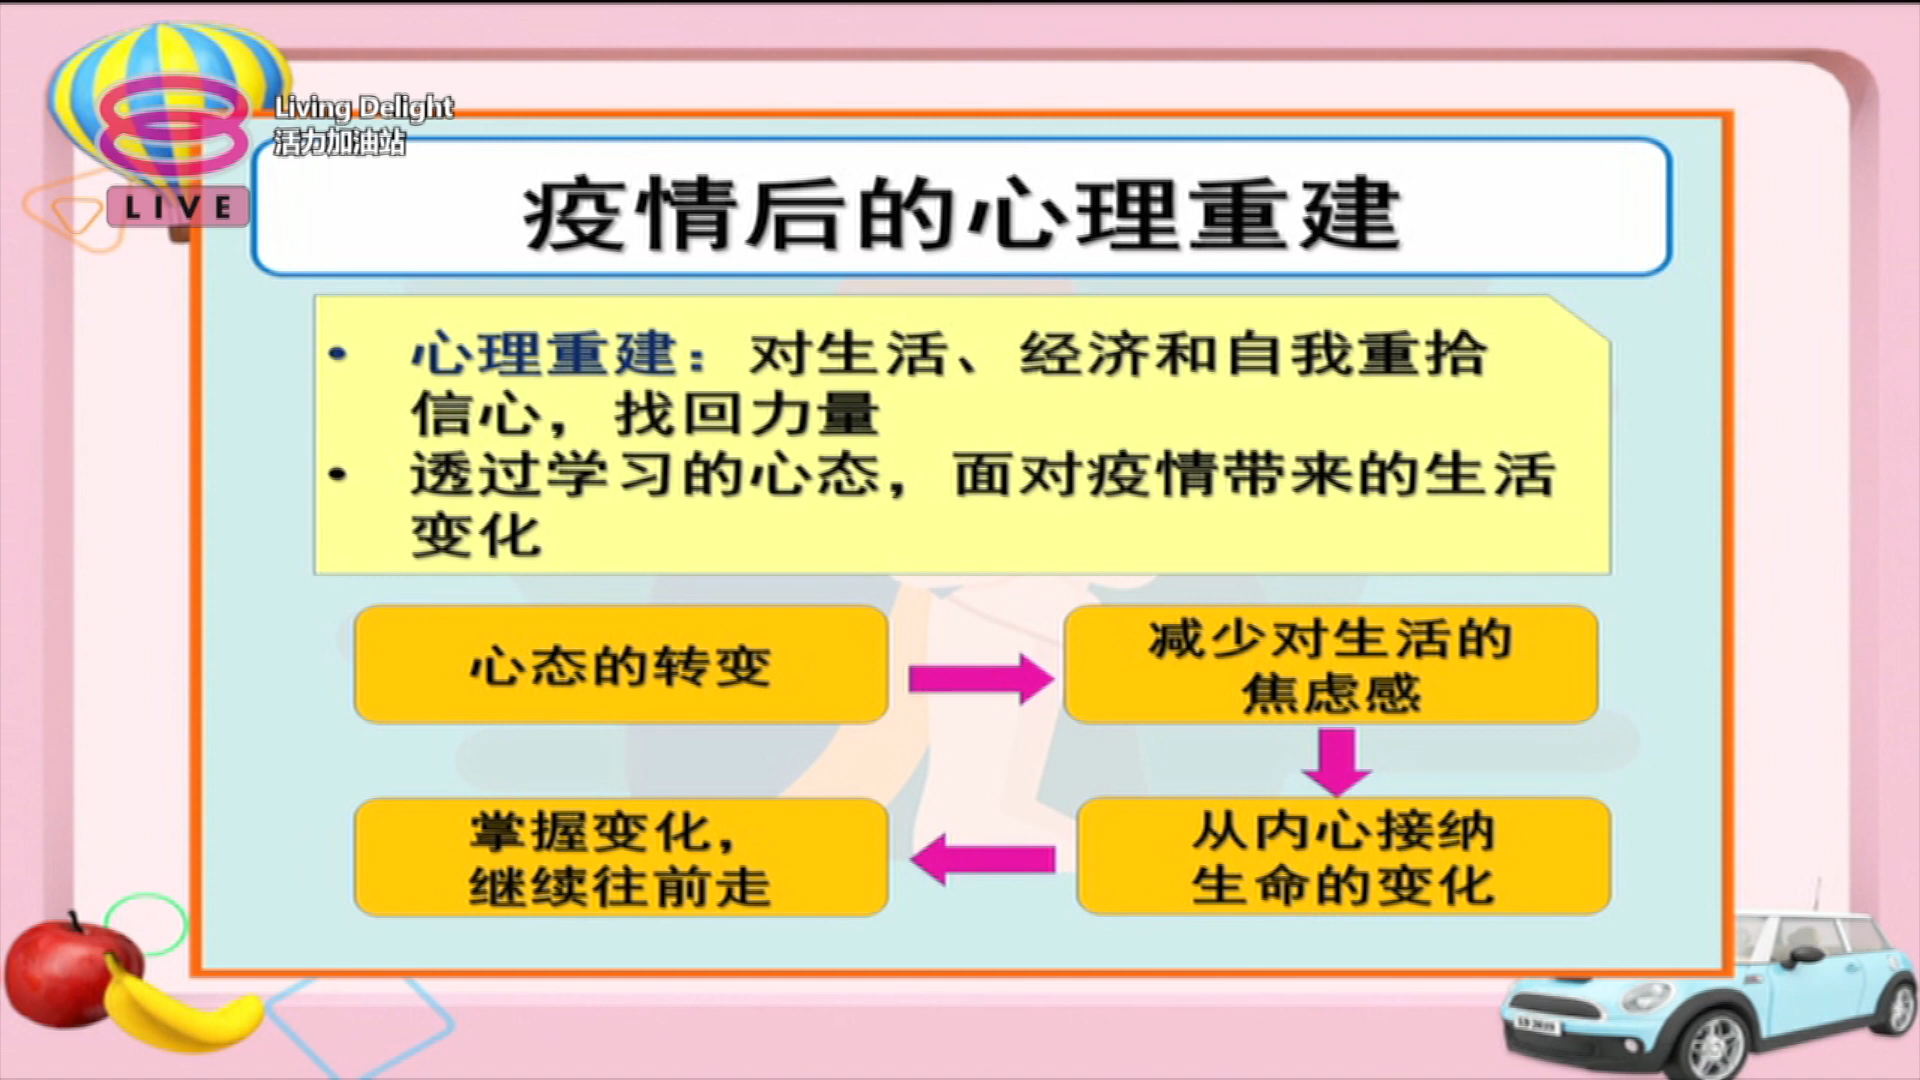 Living Delight
活力加油站
LIVE
疫情后的心理重建
• 心理重建：对生活、经济和自我重拾
信心，找回力量
• 透过学习的心态，面对疫情带来的生活
变化
心态的转变
减少对生活的
焦虑感
掌握变化，
继续往前走
从内心接纳
生命的变化